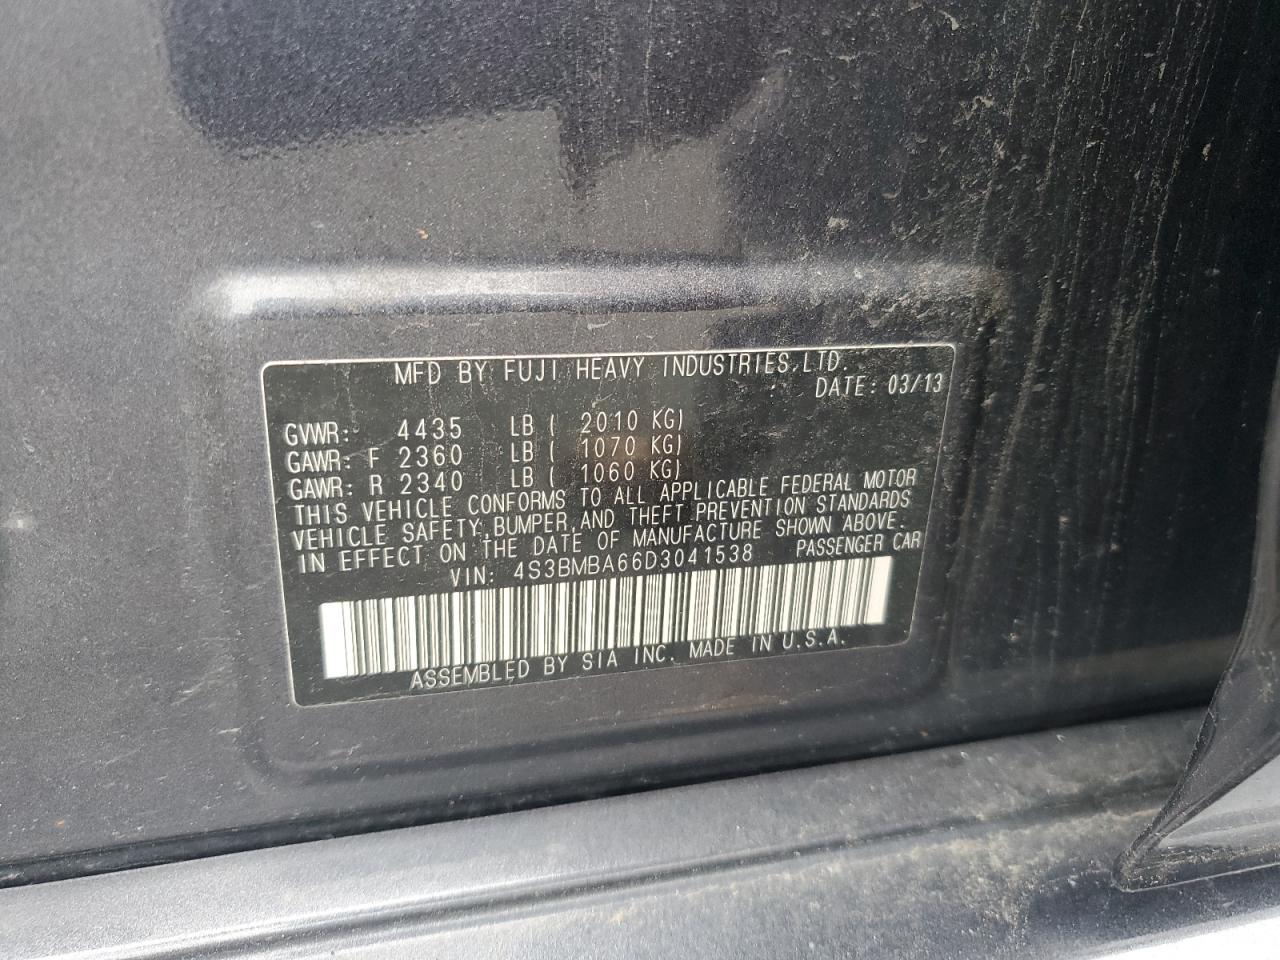 MFD BY FUJI HEAVY INDUSTRIES,LTD.
DATE: 03/13
GVWR: 4435 LB ( 2010 KG)
GAWR: F 2360 LB ( 1070 KG)
GAWR: R 2340 LB ( 1060 KG)
THIS VEHICLE CONFORMS TO ALL APPLICABLE FEDERAL MOTOR
VEHICLE SAFETY,BUMPER,AND THEFT PREVENTION STANDARDS
IN EFFECT ON THE DATE OF MANUFACTURE SHOWN ABOVE.
VIN: 4S3BMBA66D3041538 PASSENGER CAR
ASSEMBLED BY SIA INC. MADE IN U.S.A.